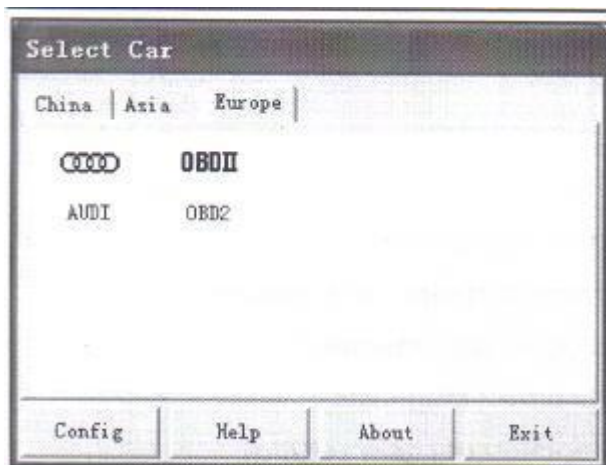 Select Car
China Asia Europe
OBDII
AUDI OBD2
Config Help About Exit